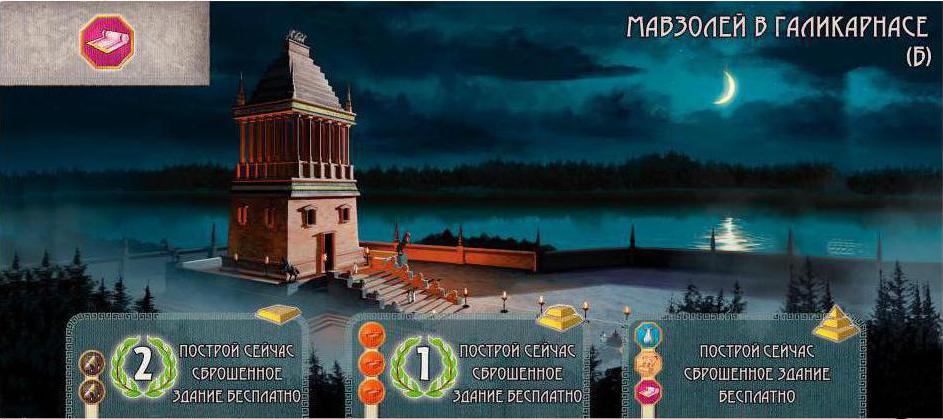 МАВЗОЛЕЙ В ГАЛИКАРНАСЕ
(Б)
2
ПОСТРОЙ СЕЙЧАС
СБРОШЕННОЕ
ЗДАНИЕ БЕСПЛАТНО
1
ПОСТРОЙ СЕЙЧАС
СБРОШЕННОЕ
ЗДАНИЕ БЕСПЛАТНО
ПОСТРОЙ СЕЙЧАС
СБРОШЕННОЕ ЗДАНИЕ
БЕСПЛАТНО